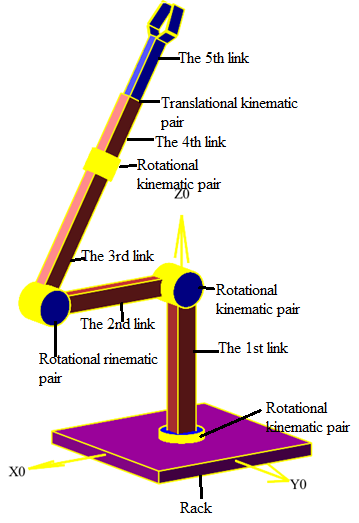 The 5th link
Translational kinematic
pair
The 4th link
Rotational
kinematic pair
Z0
The 3rd link
Rotational
kinematic pair
The 2nd link
The 1st link
Rotational rinematic
pair
Rotational
kinematic pair
X0
Y0
Rack